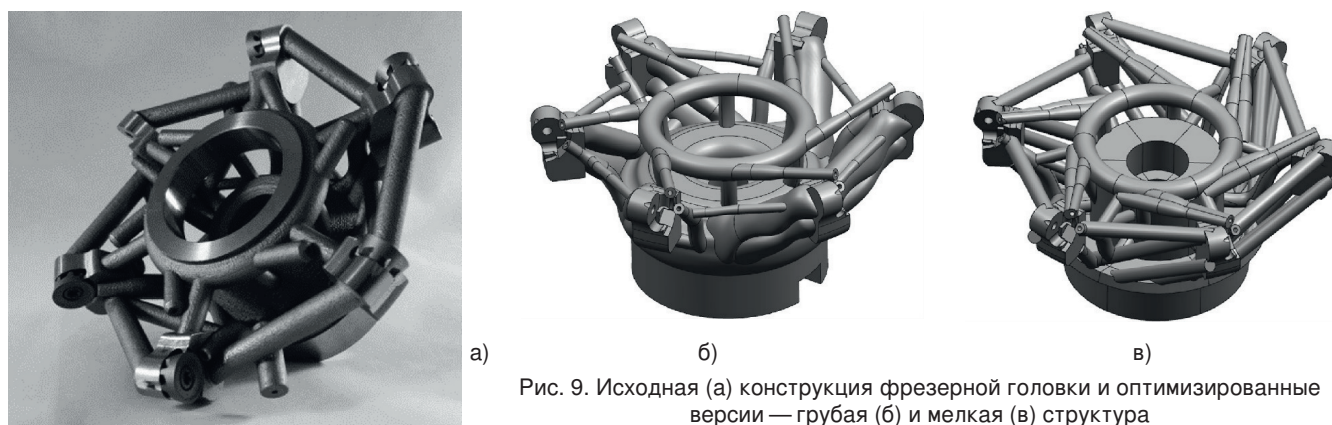 а)
б)
в)
Рис. 9. Исходная (а) конструкция фрезерной головки и оптимизированные
версии — грубая (б) и мелкая (в) структура